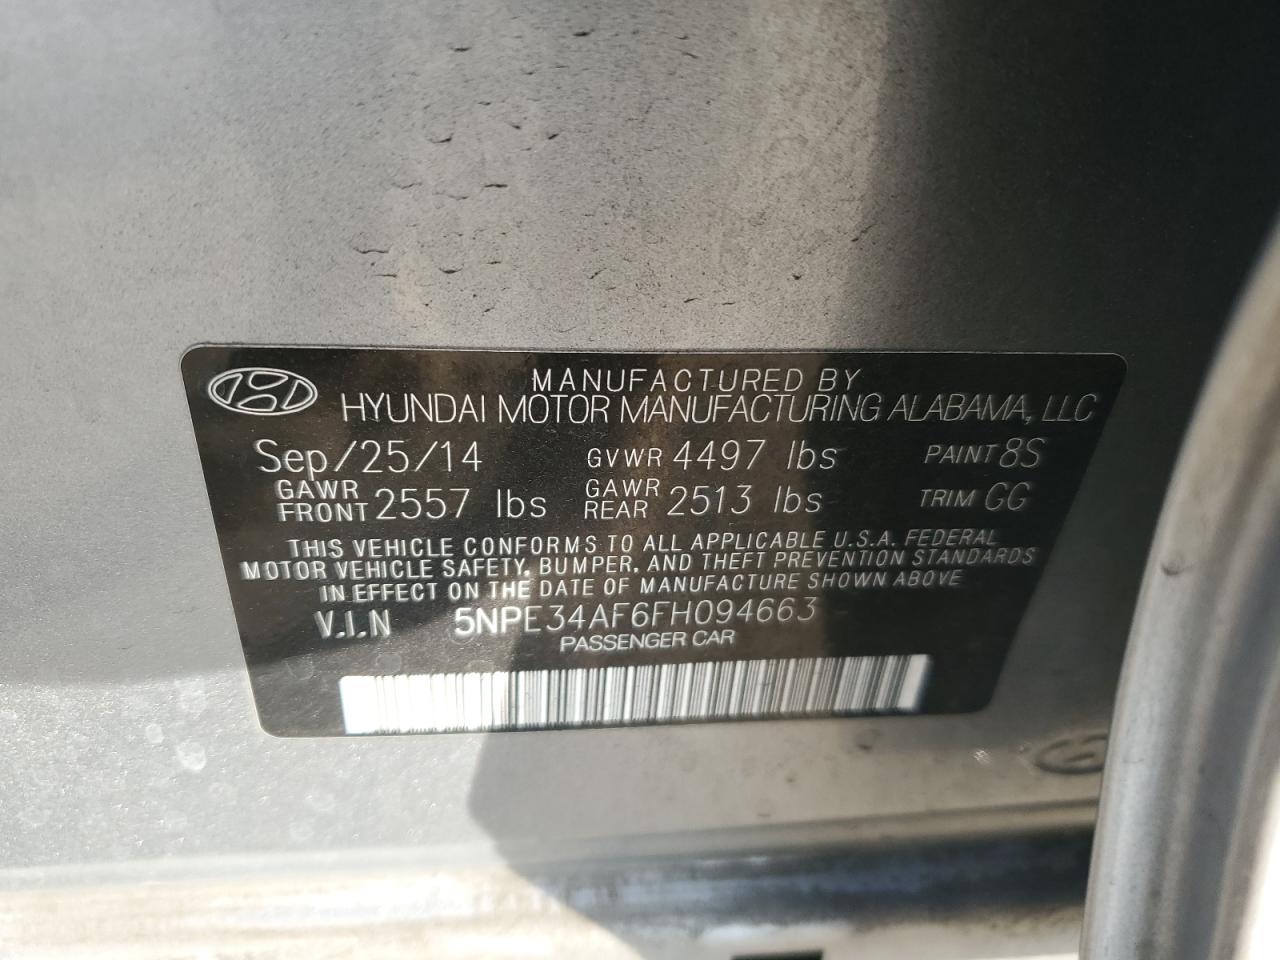 MANUFACTURED BY
HYUNDAI MOTOR MANUFACTURING ALABAMA, LLC
Sep/25/14 GVWR 4497 lbs PAINT 8S
GAWR FRONT 2557 lbs GAWR REAR 2513 lbs TRIM GG
THIS VEHICLE CONFORMS TO ALL APPLICABLE U.S.A. FEDERAL
MOTOR VEHICLE SAFETY, BUMPER, AND THEFT PREVENTION STANDARDS
IN EFFECT ON THE DATE OF MANUFACTURE SHOWN ABOVE
V.I.N 5NPE34AF6FH094663
PASSENGER CAR